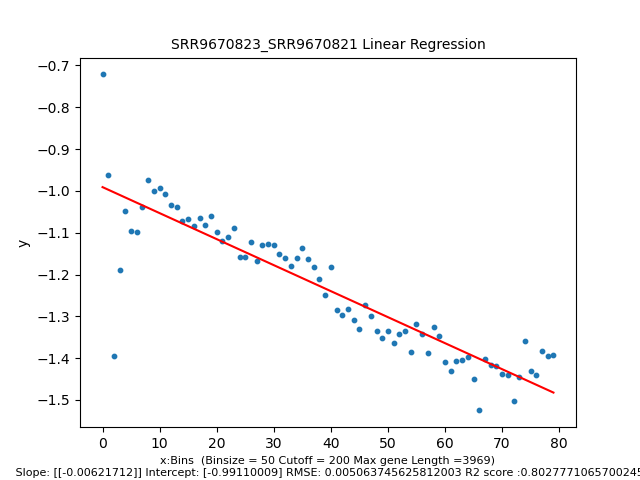 SRR9670823_SRR9670821 Linear Regression
−0.7
−0.8
−0.9
−1.0
−1.1
−1.2
−1.3
−1.4
−1.5
y
0 10 20 30 40 50 60 70 80
x:Bins (Binsize = 50 Cutoff = 200 Max gene Length =3969)
Slope: [[-0.00621712]] Intercept: [-0.99110009] RMSE: 0.005063745625812003 R2 score :0.8027771065700245